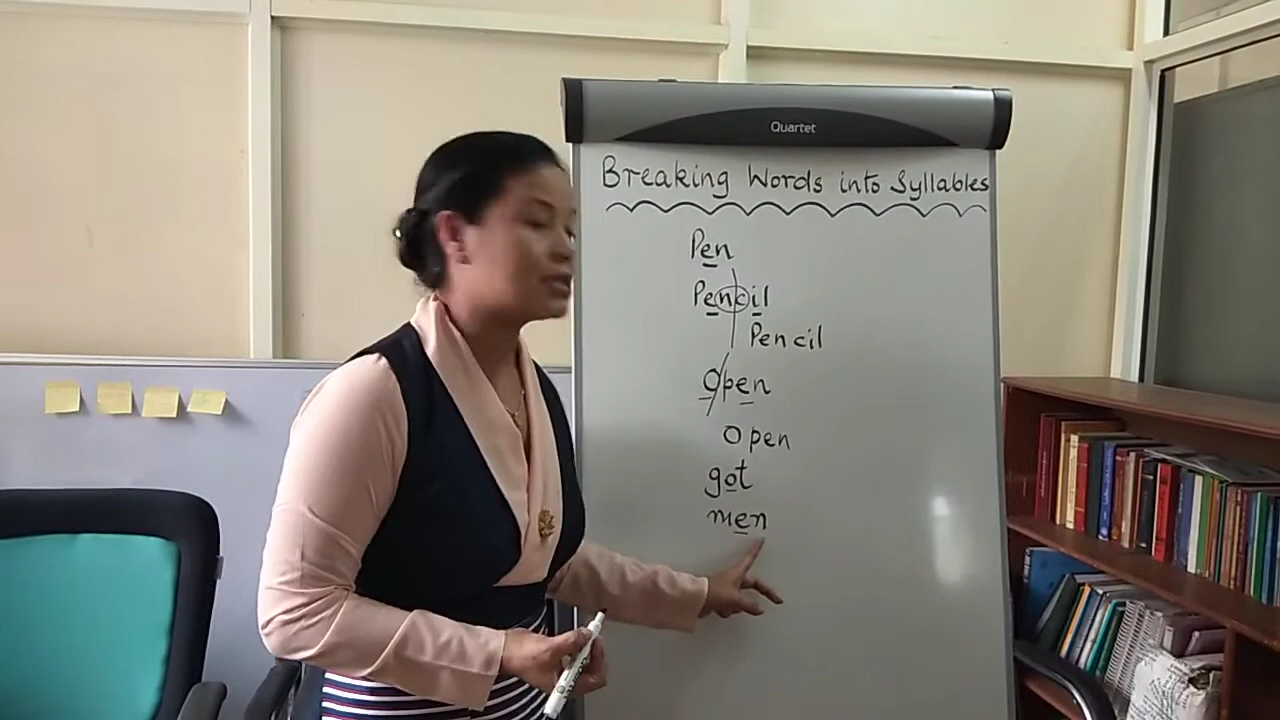 Quartet
Breaking Words into Syllables
Pen
Pencil
Pen cil
Open
O pen
got
men